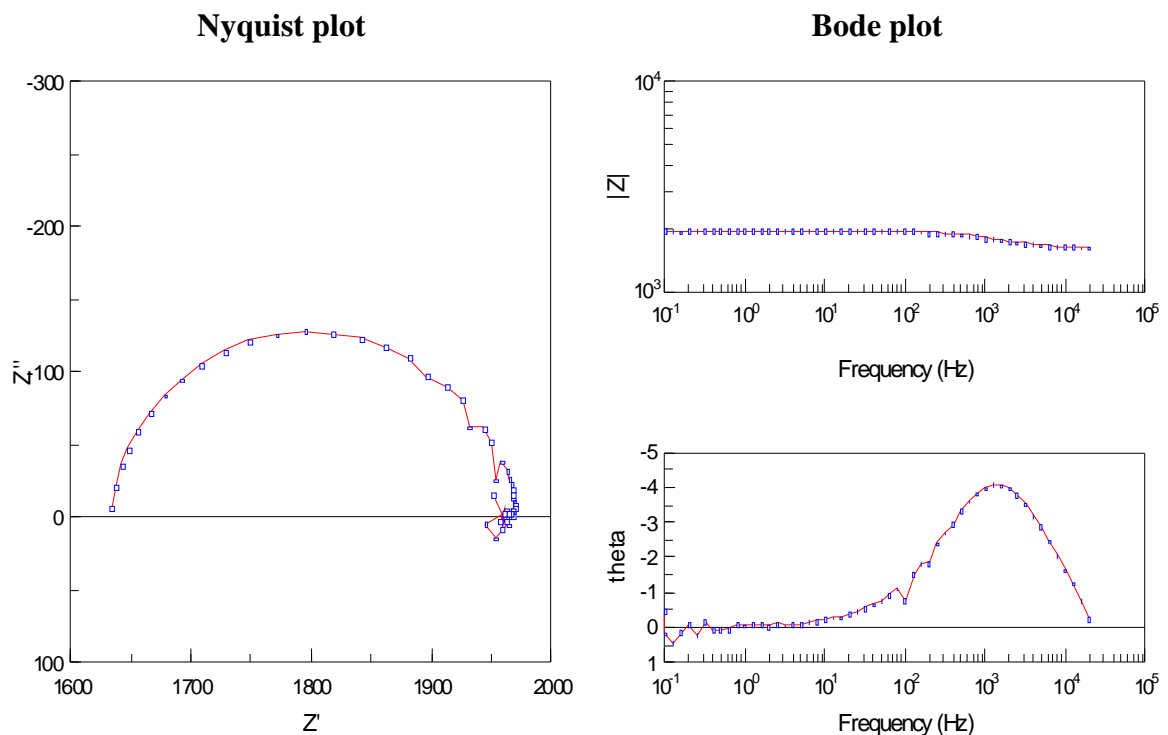 Nyquist plot
Bode plot
-300
-200
-100
0
100
1600 1700 1800 1900 2000
Z'
Z''
10^4
10^3
|Z|
10^-1 10^0 10^1 10^2 10^3 10^4 10^5
Frequency (Hz)
-5
-4
-3
-2
-1
0
1
theta
10^-1 10^0 10^1 10^2 10^3 10^4 10^5
Frequency (Hz)